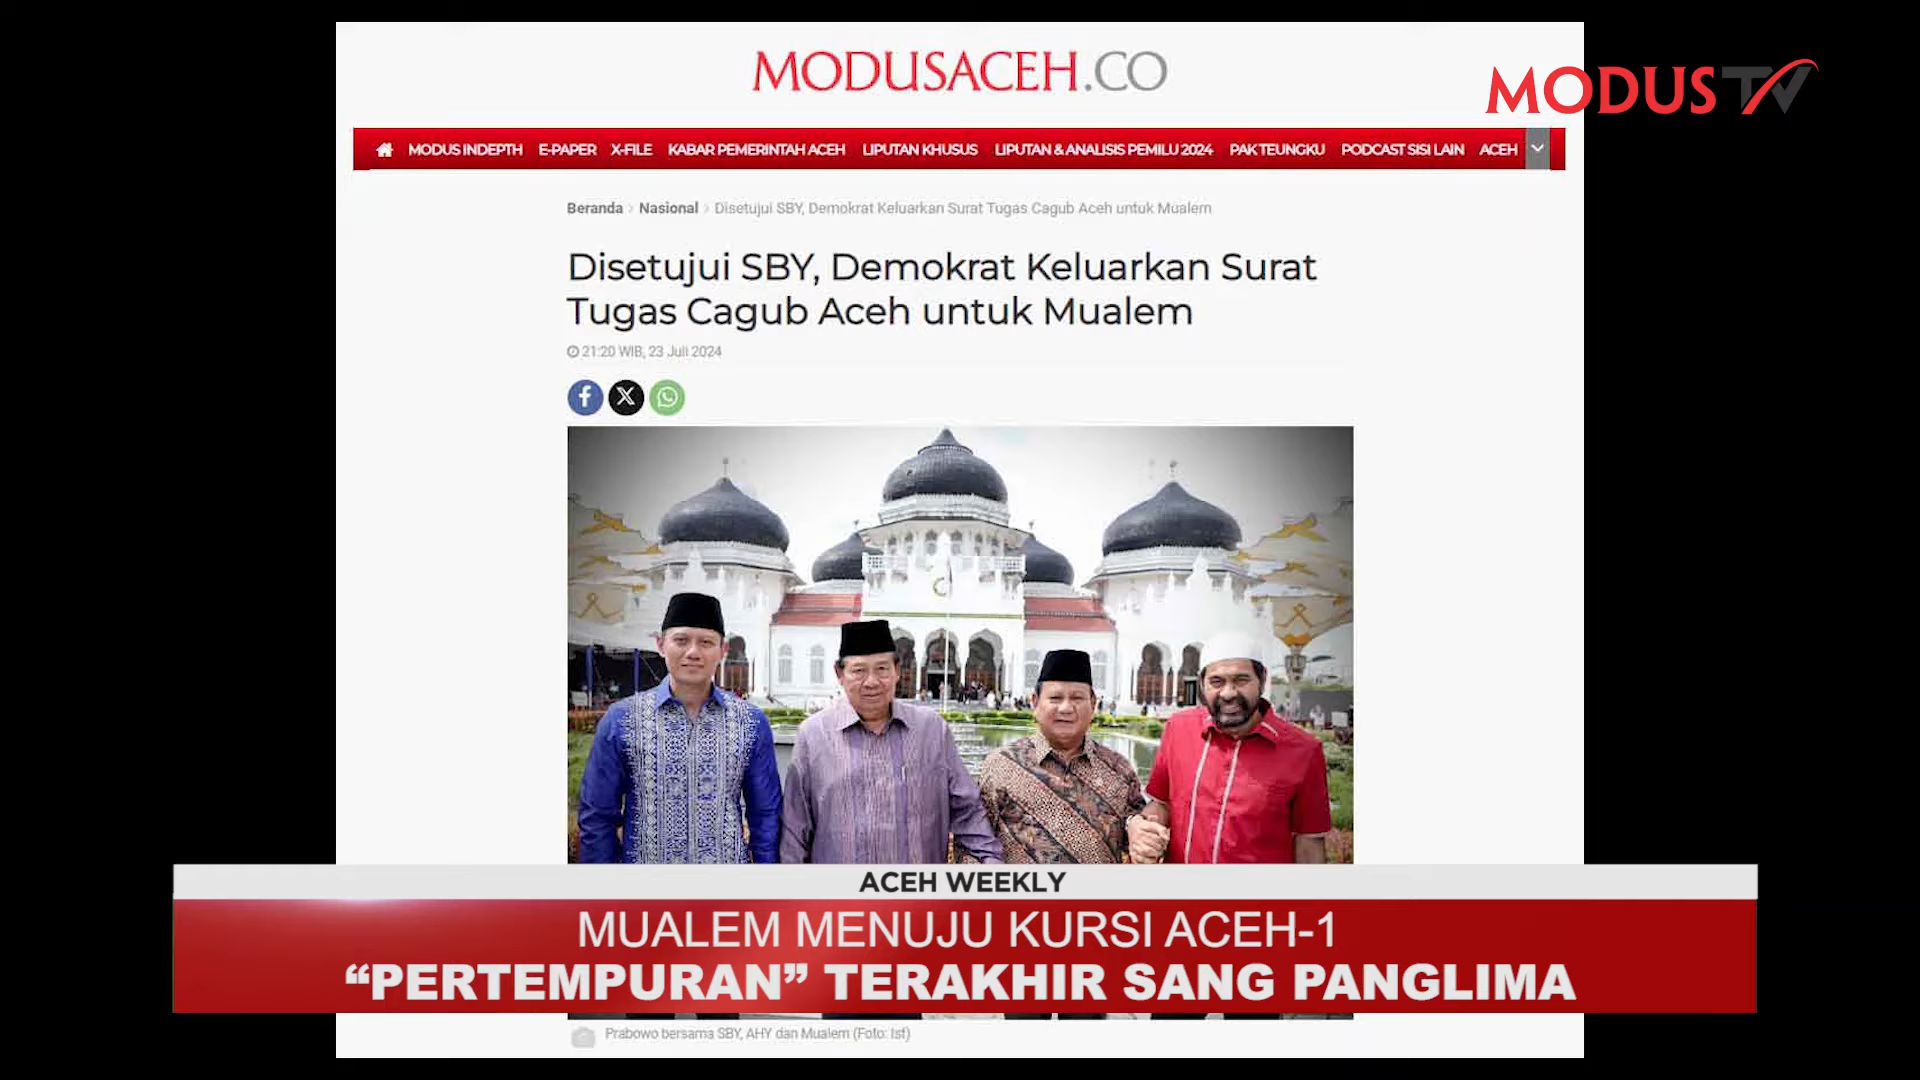 MODUSACEH.CO
MODUS TV
MODUS INDEPTH E-PAPER X-FILE KABAR PEMERINTAH ACEH LIPUTAN KHUSUS LIPUTAN & ANALISIS PEMILU 2024 PAK TEUNGKU PODCAST SISI LAIN ACEH
Beranda > Nasional > Disetujui SBY, Demokrat Keluarkan Surat Tugas Cagub Aceh untuk Mualem
Disetujui SBY, Demokrat Keluarkan Surat
Tugas Cagub Aceh untuk Mualem
21:20 WIB, 23 Juli 2024
ACEH WEEKLY
MUALEM MENUJU KURSI ACEH-1
“PERTEMPURAN” TERAKHIR SANG PANGLIMA
Prabowo bersama SBY, AHY dan Mualem (Foto: Isf)